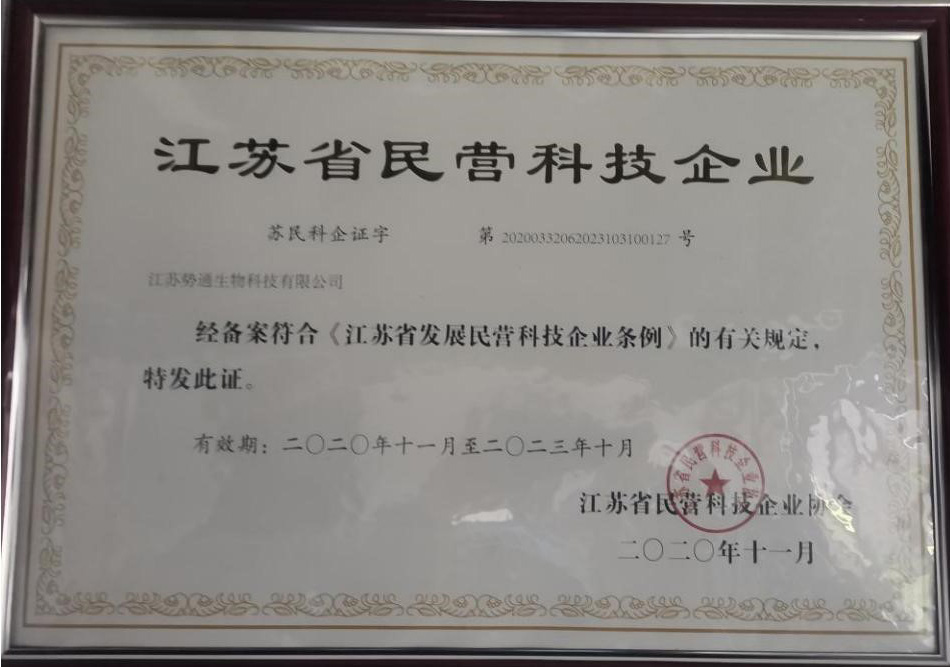 江苏省民营科技企业
苏民科企证字 第 20200332062023103100127 号
江苏势通生物科技有限公司
经备案符合《江苏省发展民营科技企业条例》的有关规定，
特发此证。
有效期：二〇二〇年十一月至二〇二三年十月
江苏省民营科技企业协会
二〇二〇年十一月